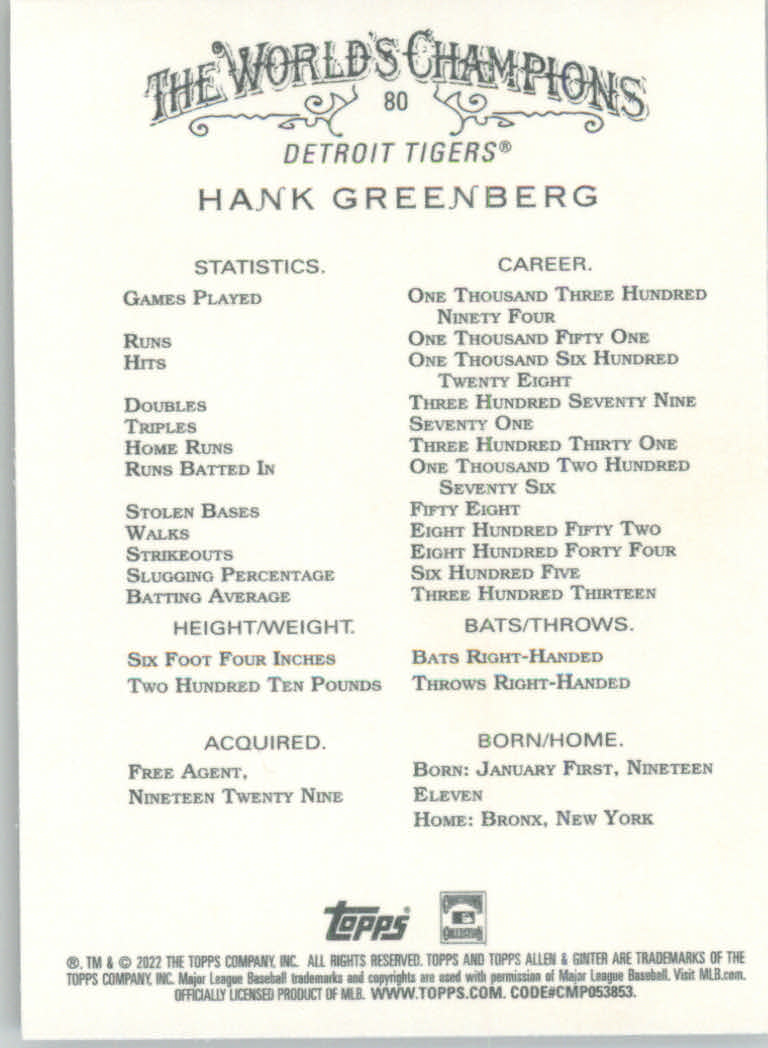 THE WORLD'S CHAMPIONS
80
DETROIT TIGERS®
HANK GREENBERG
STATISTICS. CAREER.
GAMES PLAYED ONE THOUSAND THREE HUNDRED
NINETY FOUR
RUNS ONE THOUSAND FIFTY ONE
HITS ONE THOUSAND SIX HUNDRED
TWENTY EIGHT
DOUBLES THREE HUNDRED SEVENTY NINE
TRIPLES SEVENTY ONE
HOME RUNS THREE HUNDRED THIRTY ONE
RUNS BATTED IN ONE THOUSAND TWO HUNDRED
SEVENTY SIX
STOLEN BASES FIFTY EIGHT
WALKS EIGHT HUNDRED FIFTY TWO
STRIKEOUTS EIGHT HUNDRED FORTY FOUR
SLUGGING PERCENTAGE SIX HUNDRED FIVE
BATTING AVERAGE THREE HUNDRED THIRTEEN
HEIGHT/WEIGHT. BATS/THROWS.
SIX FOOT FOUR INCHES BATS RIGHT-HANDED
TWO HUNDRED TEN POUNDS THROWS RIGHT-HANDED
ACQUIRED. BORN/HOME.
FREE AGENT, BORN: JANUARY FIRST, NINETEEN
NINETEEN TWENTY NINE ELEVEN
HOME: BRONX, NEW YORK
topps®
COOPERSTOWN
COLLECTION
®, TM & © 2022 THE TOPPS COMPANY, INC. ALL RIGHTS RESERVED. TOPPS AND TOPPS ALLEN & GINTER ARE TRADEMARKS OF THE
TOPPS COMPANY, INC. Major League Baseball trademarks and copyrights are used with permission of Major League Baseball. Visit MLB.com.
OFFICIALLY LICENSED PRODUCT OF MLB. WWW.TOPPS.COM. CODE#CMP053853.